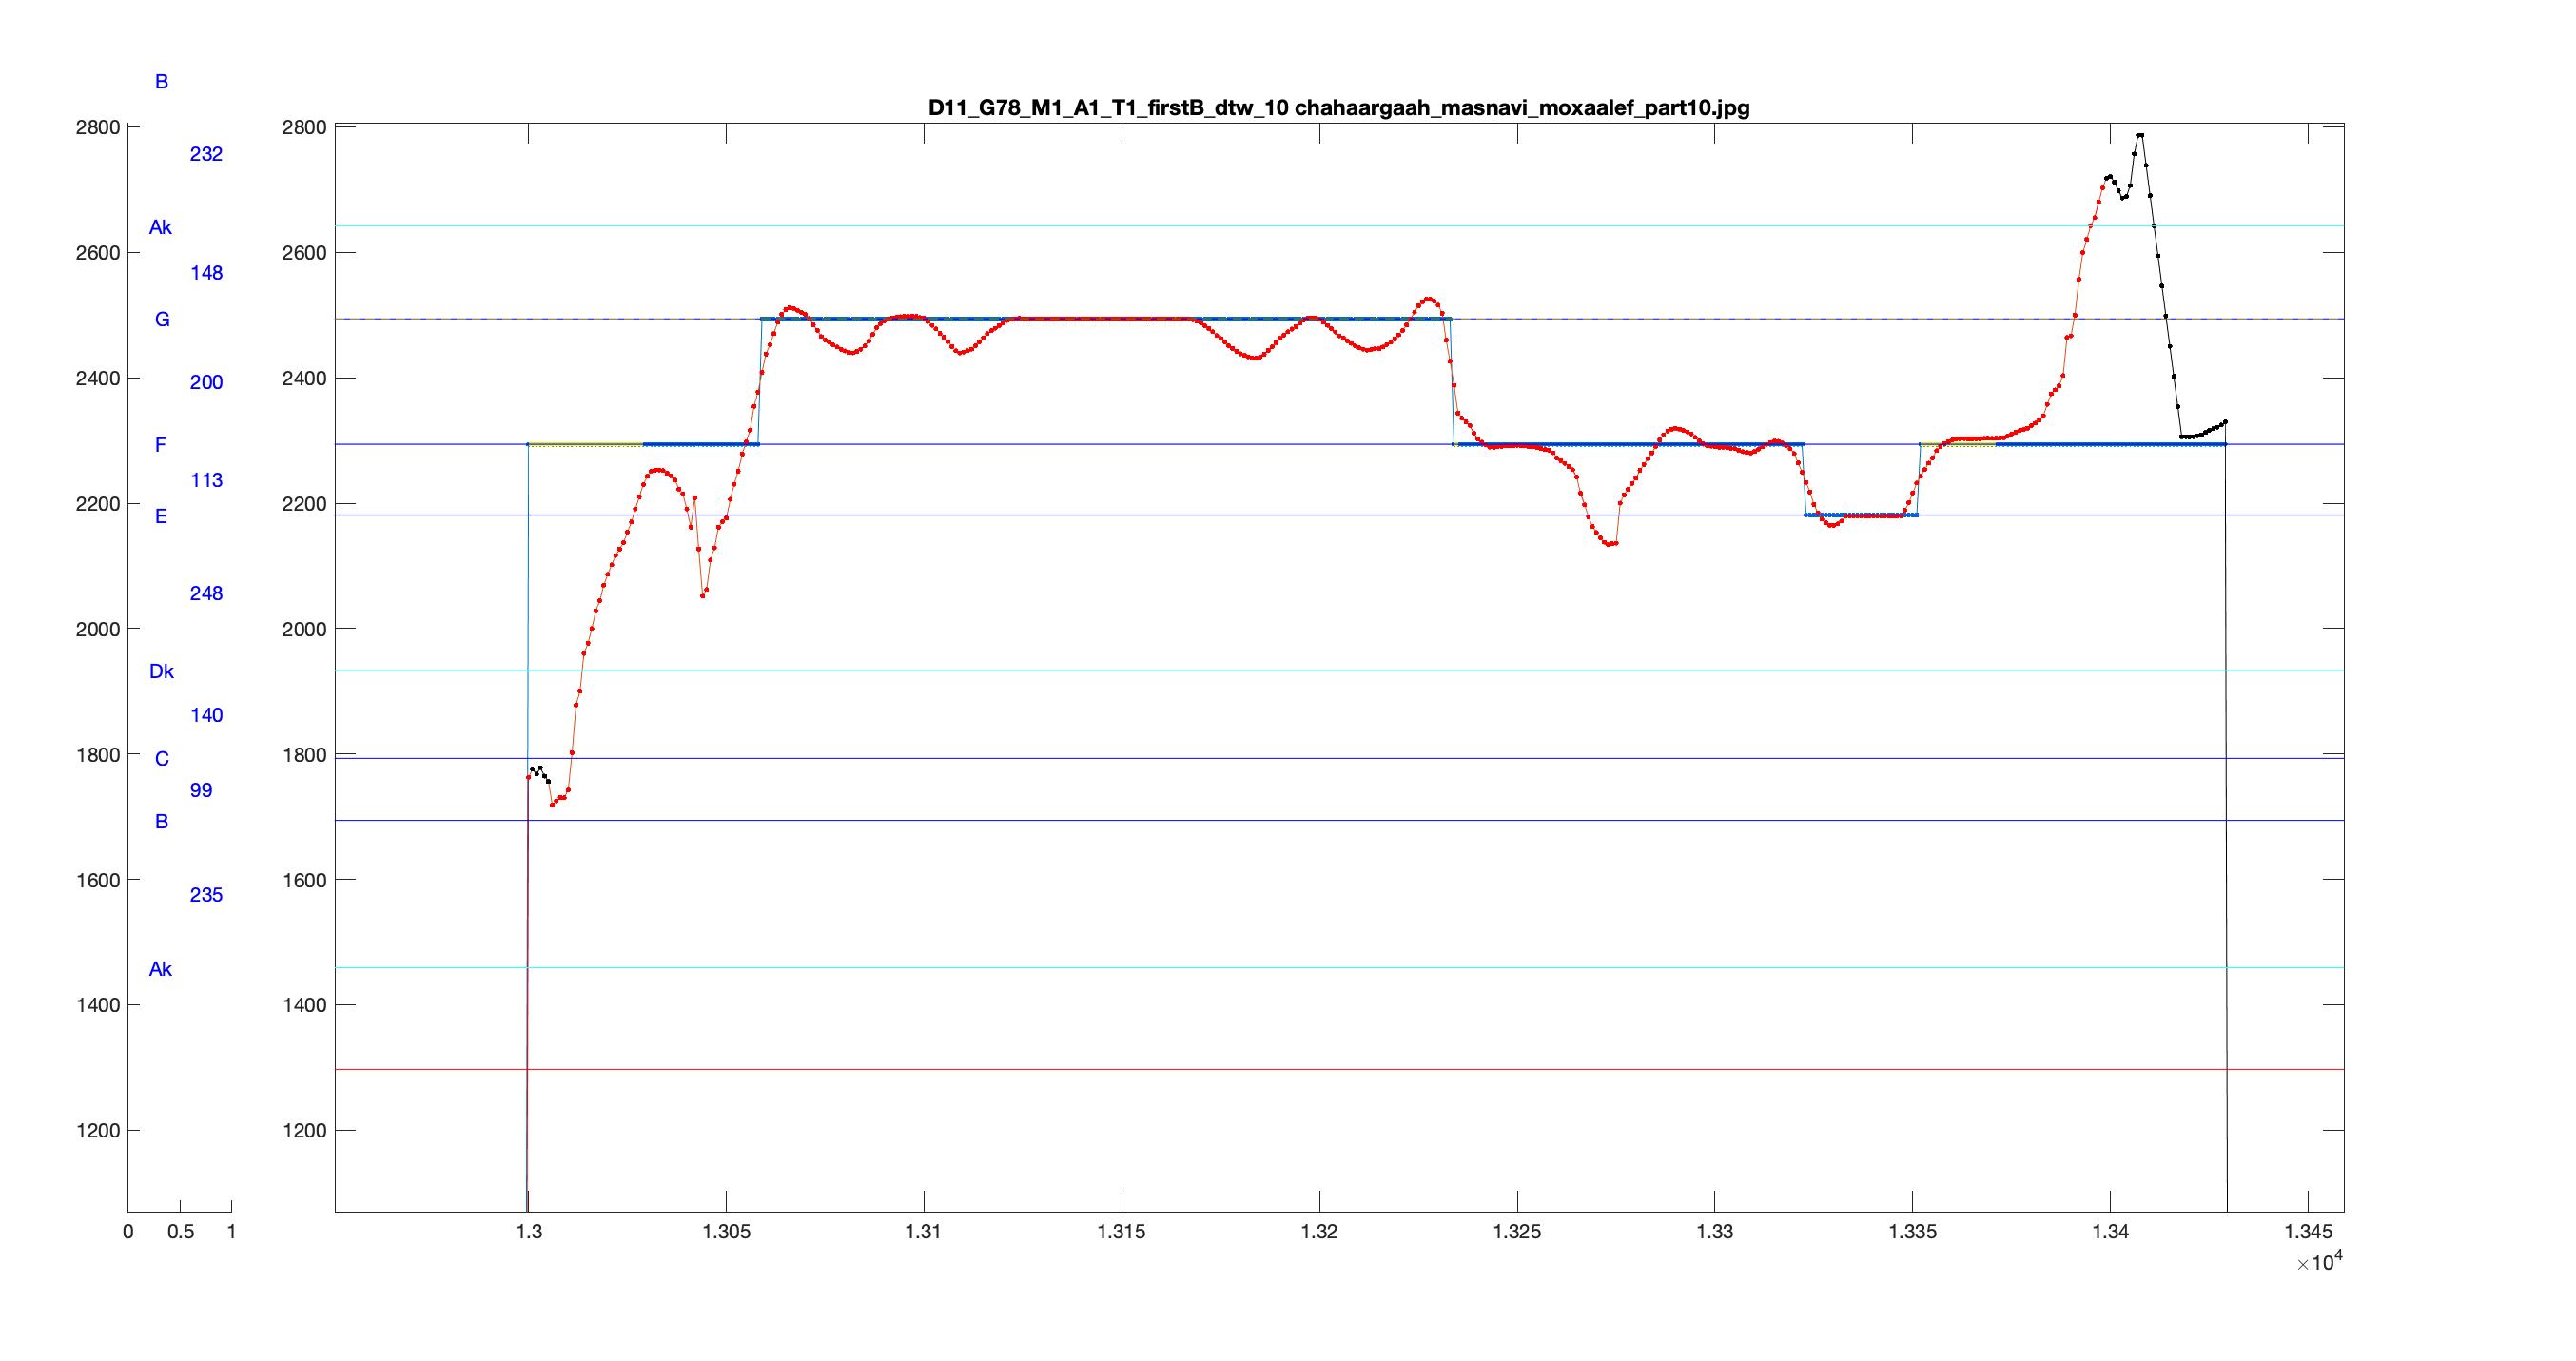 D11_G78_M1_A1_T1_firstB_dtw_10 chahaargaah_masnavi_moxaalef_part10.jpg
B
2800
232
Ak
2600
148
G
2400
200
F
113
2200
E
248
2000
Dk
140
1800
C
99
B
1600
235
Ak
1400
1200
0 0.5 1
2800
2600
2400
2200
2000
1800
1600
1400
1200
1.3 1.305 1.31 1.315 1.32 1.325 1.33 1.335 1.34 1.345
×10^4